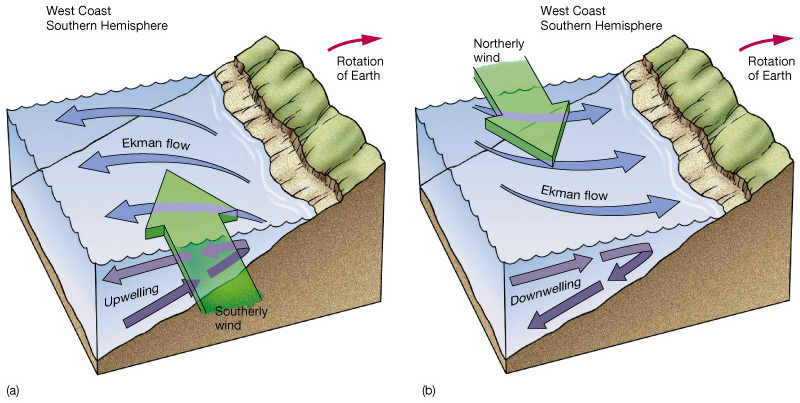 West Coast
Southern Hemisphere
Rotation
of Earth
Ekman flow
Upwelling
Southerly
wind
(a)
West Coast
Southern Hemisphere
Northerly
wind
Rotation
of Earth
Ekman flow
Downwelling
(b)